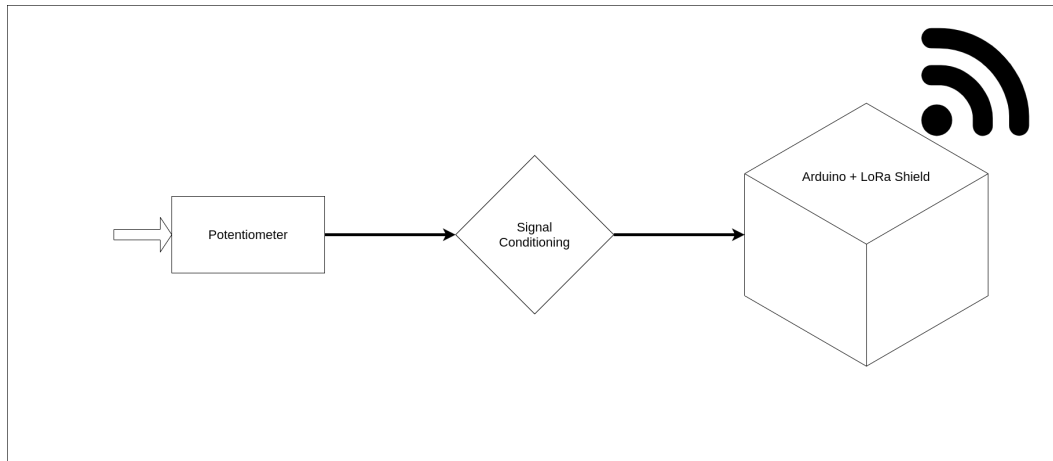 Potentiometer
Signal
Conditioning
Arduino + LoRa Shield